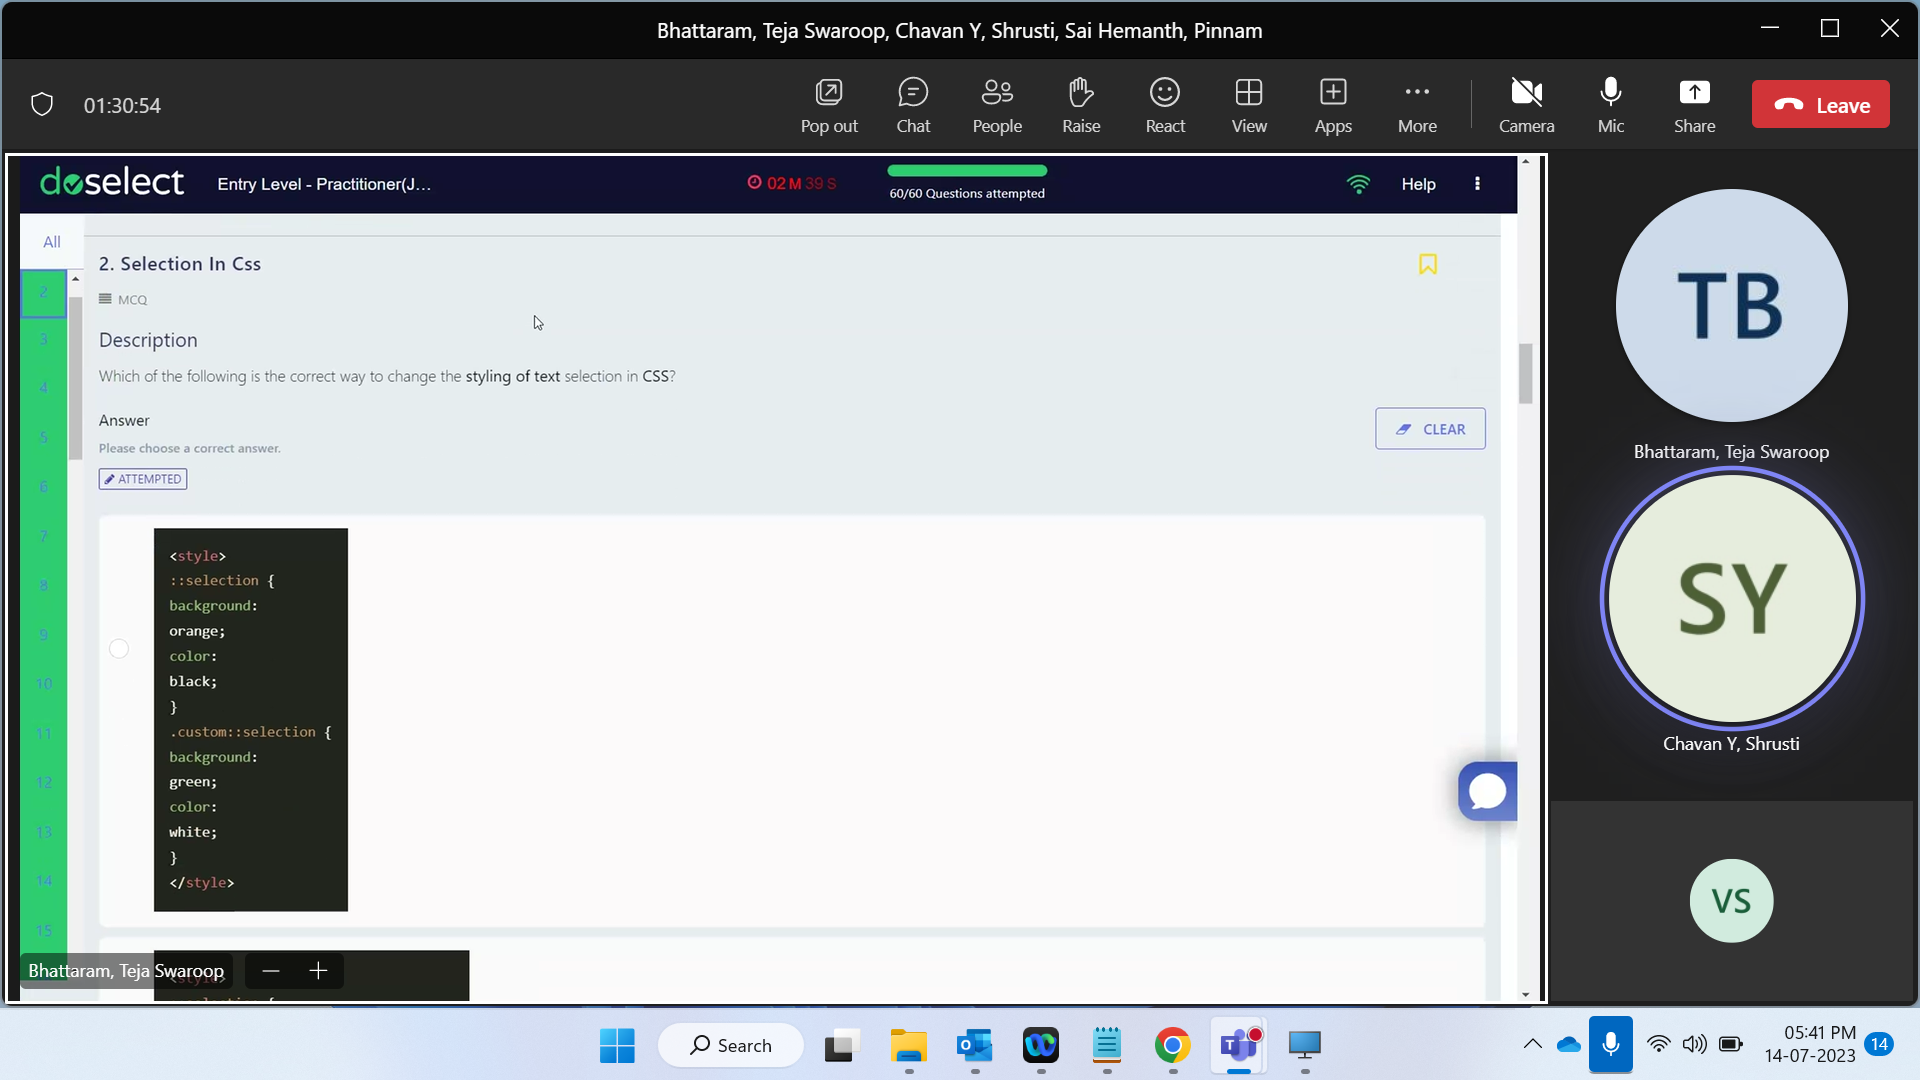 Bhattaram, Teja Swaroop, Chavan Y, Shrusti, Sai Hemanth, Pinnam
01:30:54
Pop out
Chat
People
Raise
React
View
Apps
More
Camera
Mic
Share
Leave
doselect
Entry Level - Practitioner(J...
02 M 39 S
60/60 Questions attempted
Help
All
2
3
4
5
6
7
8
9
10
11
12
13
14
15
2. Selection In Css
MCQ
Description
Which of the following is the correct way to change the styling of text selection in CSS?
Answer
Please choose a correct answer.
ATTEMPTED
CLEAR
<style>
::selection {
background:
orange;
color:
black;
}
.custom::selection {
background:
green;
color:
white;
}
</style>
Bhattaram, Teja Swaroop
TB
Bhattaram, Teja Swaroop
SY
Chavan Y, Shrusti
VS
Search
05:41 PM
14-07-2023
14